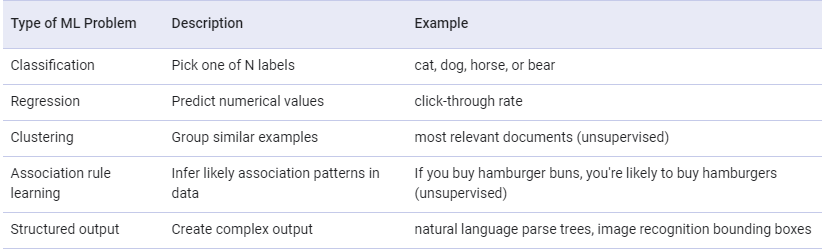 Type of ML Problem Description Example
Classification Pick one of N labels cat, dog, horse, or bear
Regression Predict numerical values click-through rate
Clustering Group similar examples most relevant documents (unsupervised)
Association rule Infer likely association patterns in If you buy hamburger buns, you're likely to buy hamburgers
learning data (unsupervised)
Structured output Create complex output natural language parse trees, image recognition bounding boxes